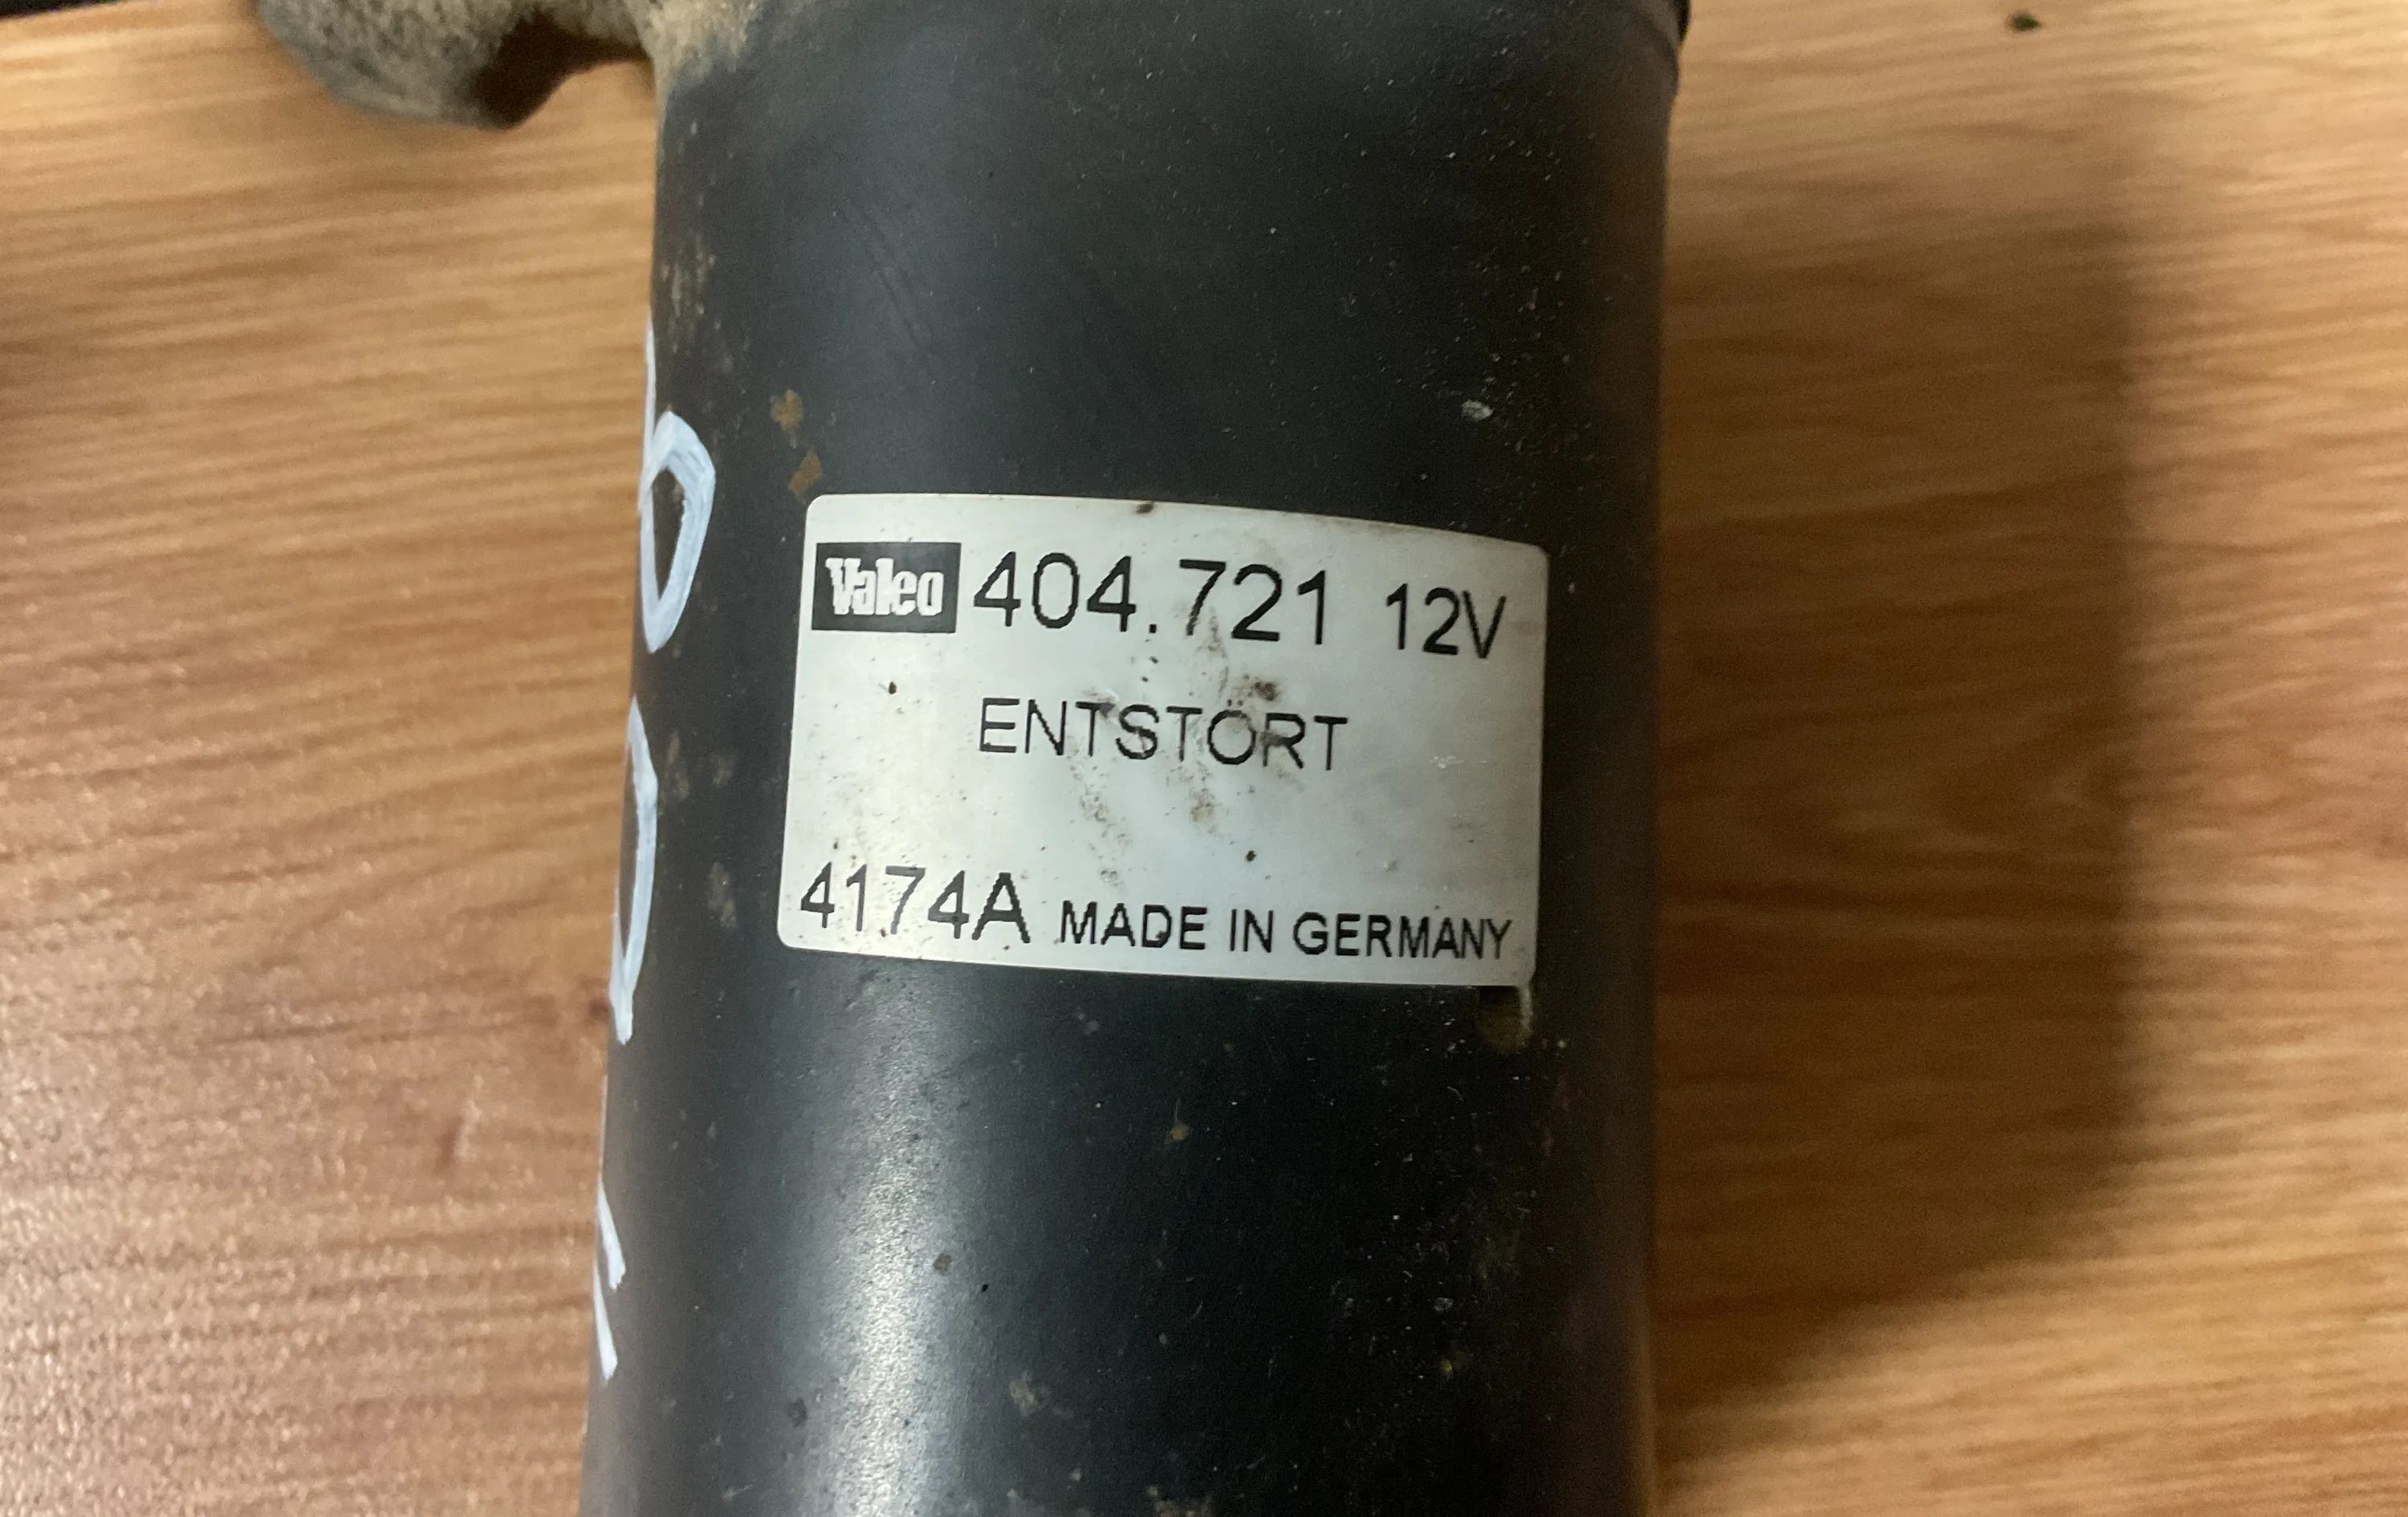 Valeo 404.721 12V
ENTSTÖRT
4174A MADE IN GERMANY